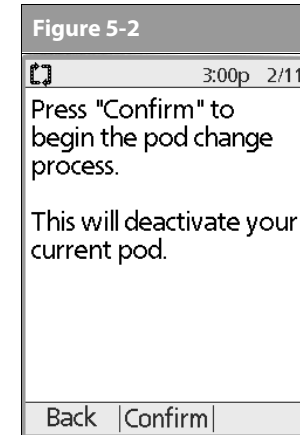 Figure 5-2
3:00p 2/11
Press "Confirm" to
begin the pod change
process.
This will deactivate your
current pod.
Back Confirm